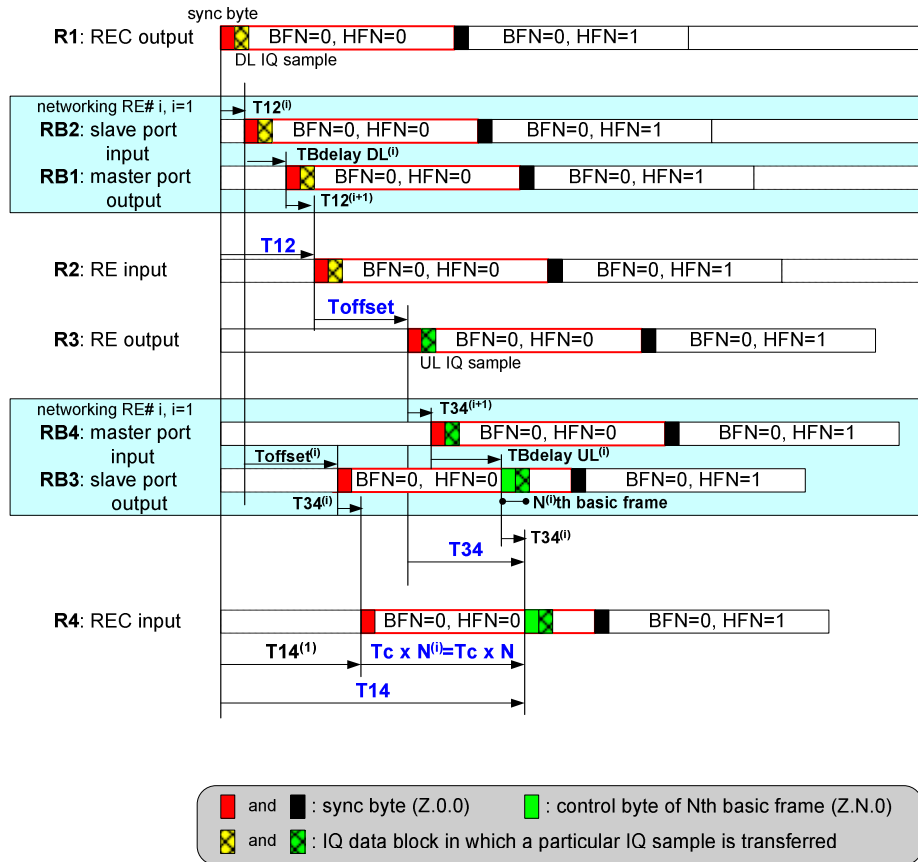 sync byte
R1: REC output
BFN=0, HFN=0
BFN=0, HFN=1
DL IQ sample
networking RE# i, i=1
T12(i)
RB2: slave port input
BFN=0, HFN=0
BFN=0, HFN=1
TBdelay DL(i)
RB1: master port output
BFN=0, HFN=0
BFN=0, HFN=1
T12(i+1)
T12
R2: RE input
BFN=0, HFN=0
BFN=0, HFN=1
Toffset
R3: RE output
BFN=0, HFN=0
BFN=0, HFN=1
UL IQ sample
networking RE# i, i=1
T34(i+1)
RB4: master port input
BFN=0, HFN=0
BFN=0, HFN=1
Toffset(i)
TBdelay UL(i)
RB3: slave port output
BFN=0, HFN=0
BFN=0, HFN=1
T34(i)
N(i)th basic frame
T34(i)
T34
R4: REC input
BFN=0, HFN=0
BFN=0, HFN=1
T14(1)
Tc x N(i)=Tc x N
T14
and : sync byte (Z.0.0)
: control byte of Nth basic frame (Z.N.0)
and : IQ data block in which a particular IQ sample is transferred